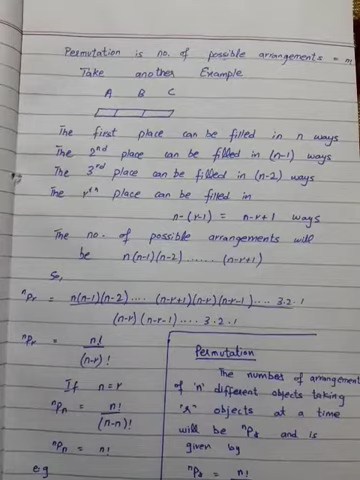 Permutation is no. of possible arrangements = n!
Take another Example
A B C
The first place can be filled in n ways
The 2nd place can be filled in (n-1) ways
The 3rd place can be filled in (n-2) ways
The rth place can be filled in
n-(r-1) = n-r+1 ways
The no. of possible arrangements will
be n(n-1)(n-2) ...... (n-r+1)
So,
nPr = n(n-1)(n-2) .... (n-r+1)(n-r)(n-r-1) .... 3.2.1
(n-r)(n-r-1) .... 3.2.1
nPr = n!
(n-r)!
If n=r
nPn = n!
(n-n)!
nPn = n!
eg
Permutation
The number of arrangement
of 'n' different objects taking
"r" objects at a time
will be nPr and is
given by
nPr = n!